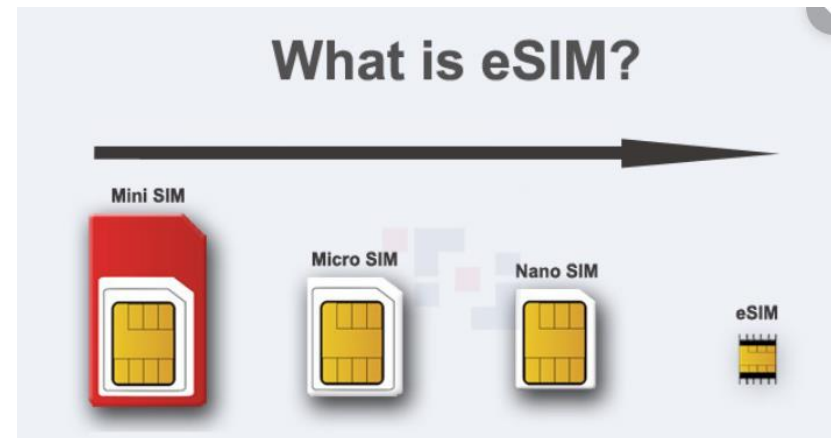 What is eSIM?
Mini SIM
Micro SIM
Nano SIM
eSIM